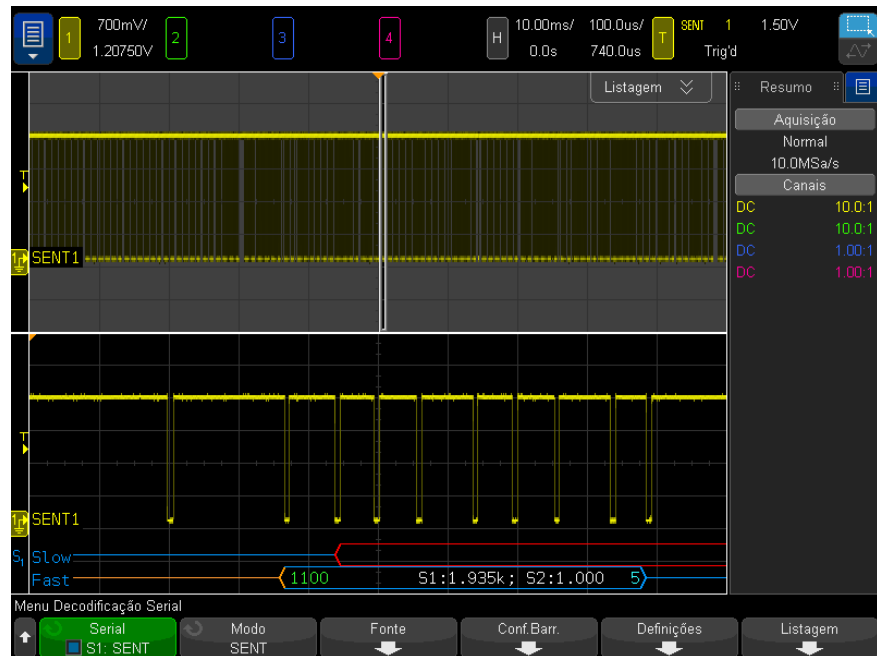 1 700mV/ 1.20750V 2 3 4 H 10.00ms/ 0.0s 100.0us/ 740.0us T SENT 1 1.50V Trig'd
Listagem
Resumo
Aquisição
Normal
10.0MSa/s
Canais
DC 10.0:1
DC 10.0:1
DC 1.00:1
DC 1.00:1
T
1 SENT1
T
1 SENT1
S1 Slow
Fast 1100 S1:1.935k; S2:1.000 5
Menu Decodificação Serial
Serial Modo Fonte Conf.Barr. Definições Listagem
S1: SENT SENT